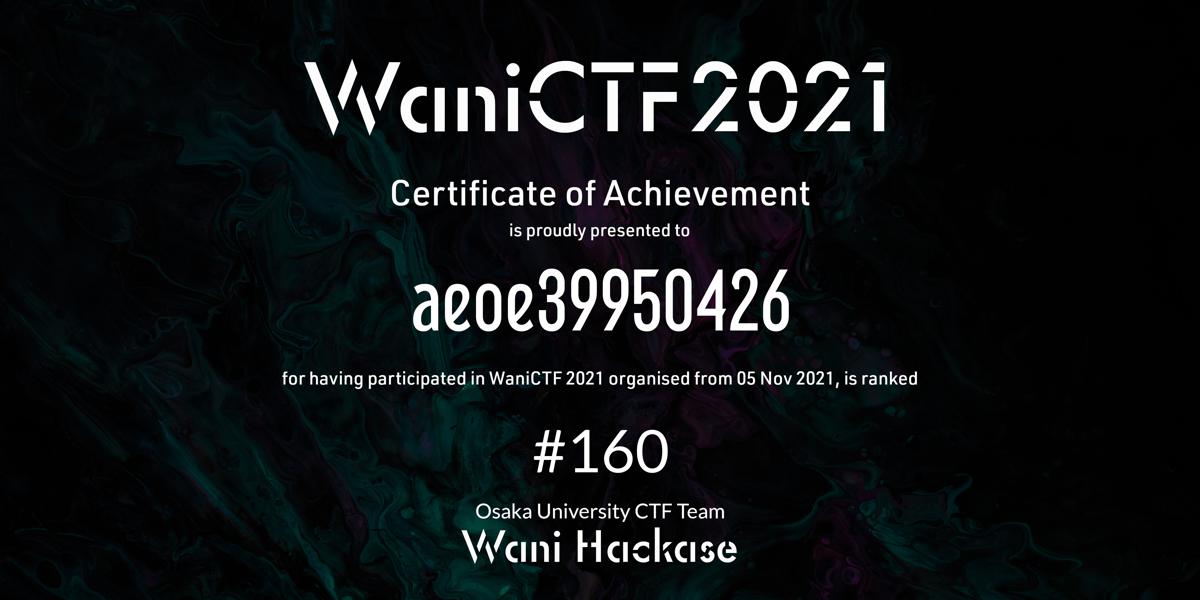 WaniCTF2021
Certificate of Achievement
is proudly presented to
aeoe39950426
for having participated in WaniCTF 2021 organised from 05 Nov 2021, is ranked
#160
Osaka University CTF Team
Wani Hackase